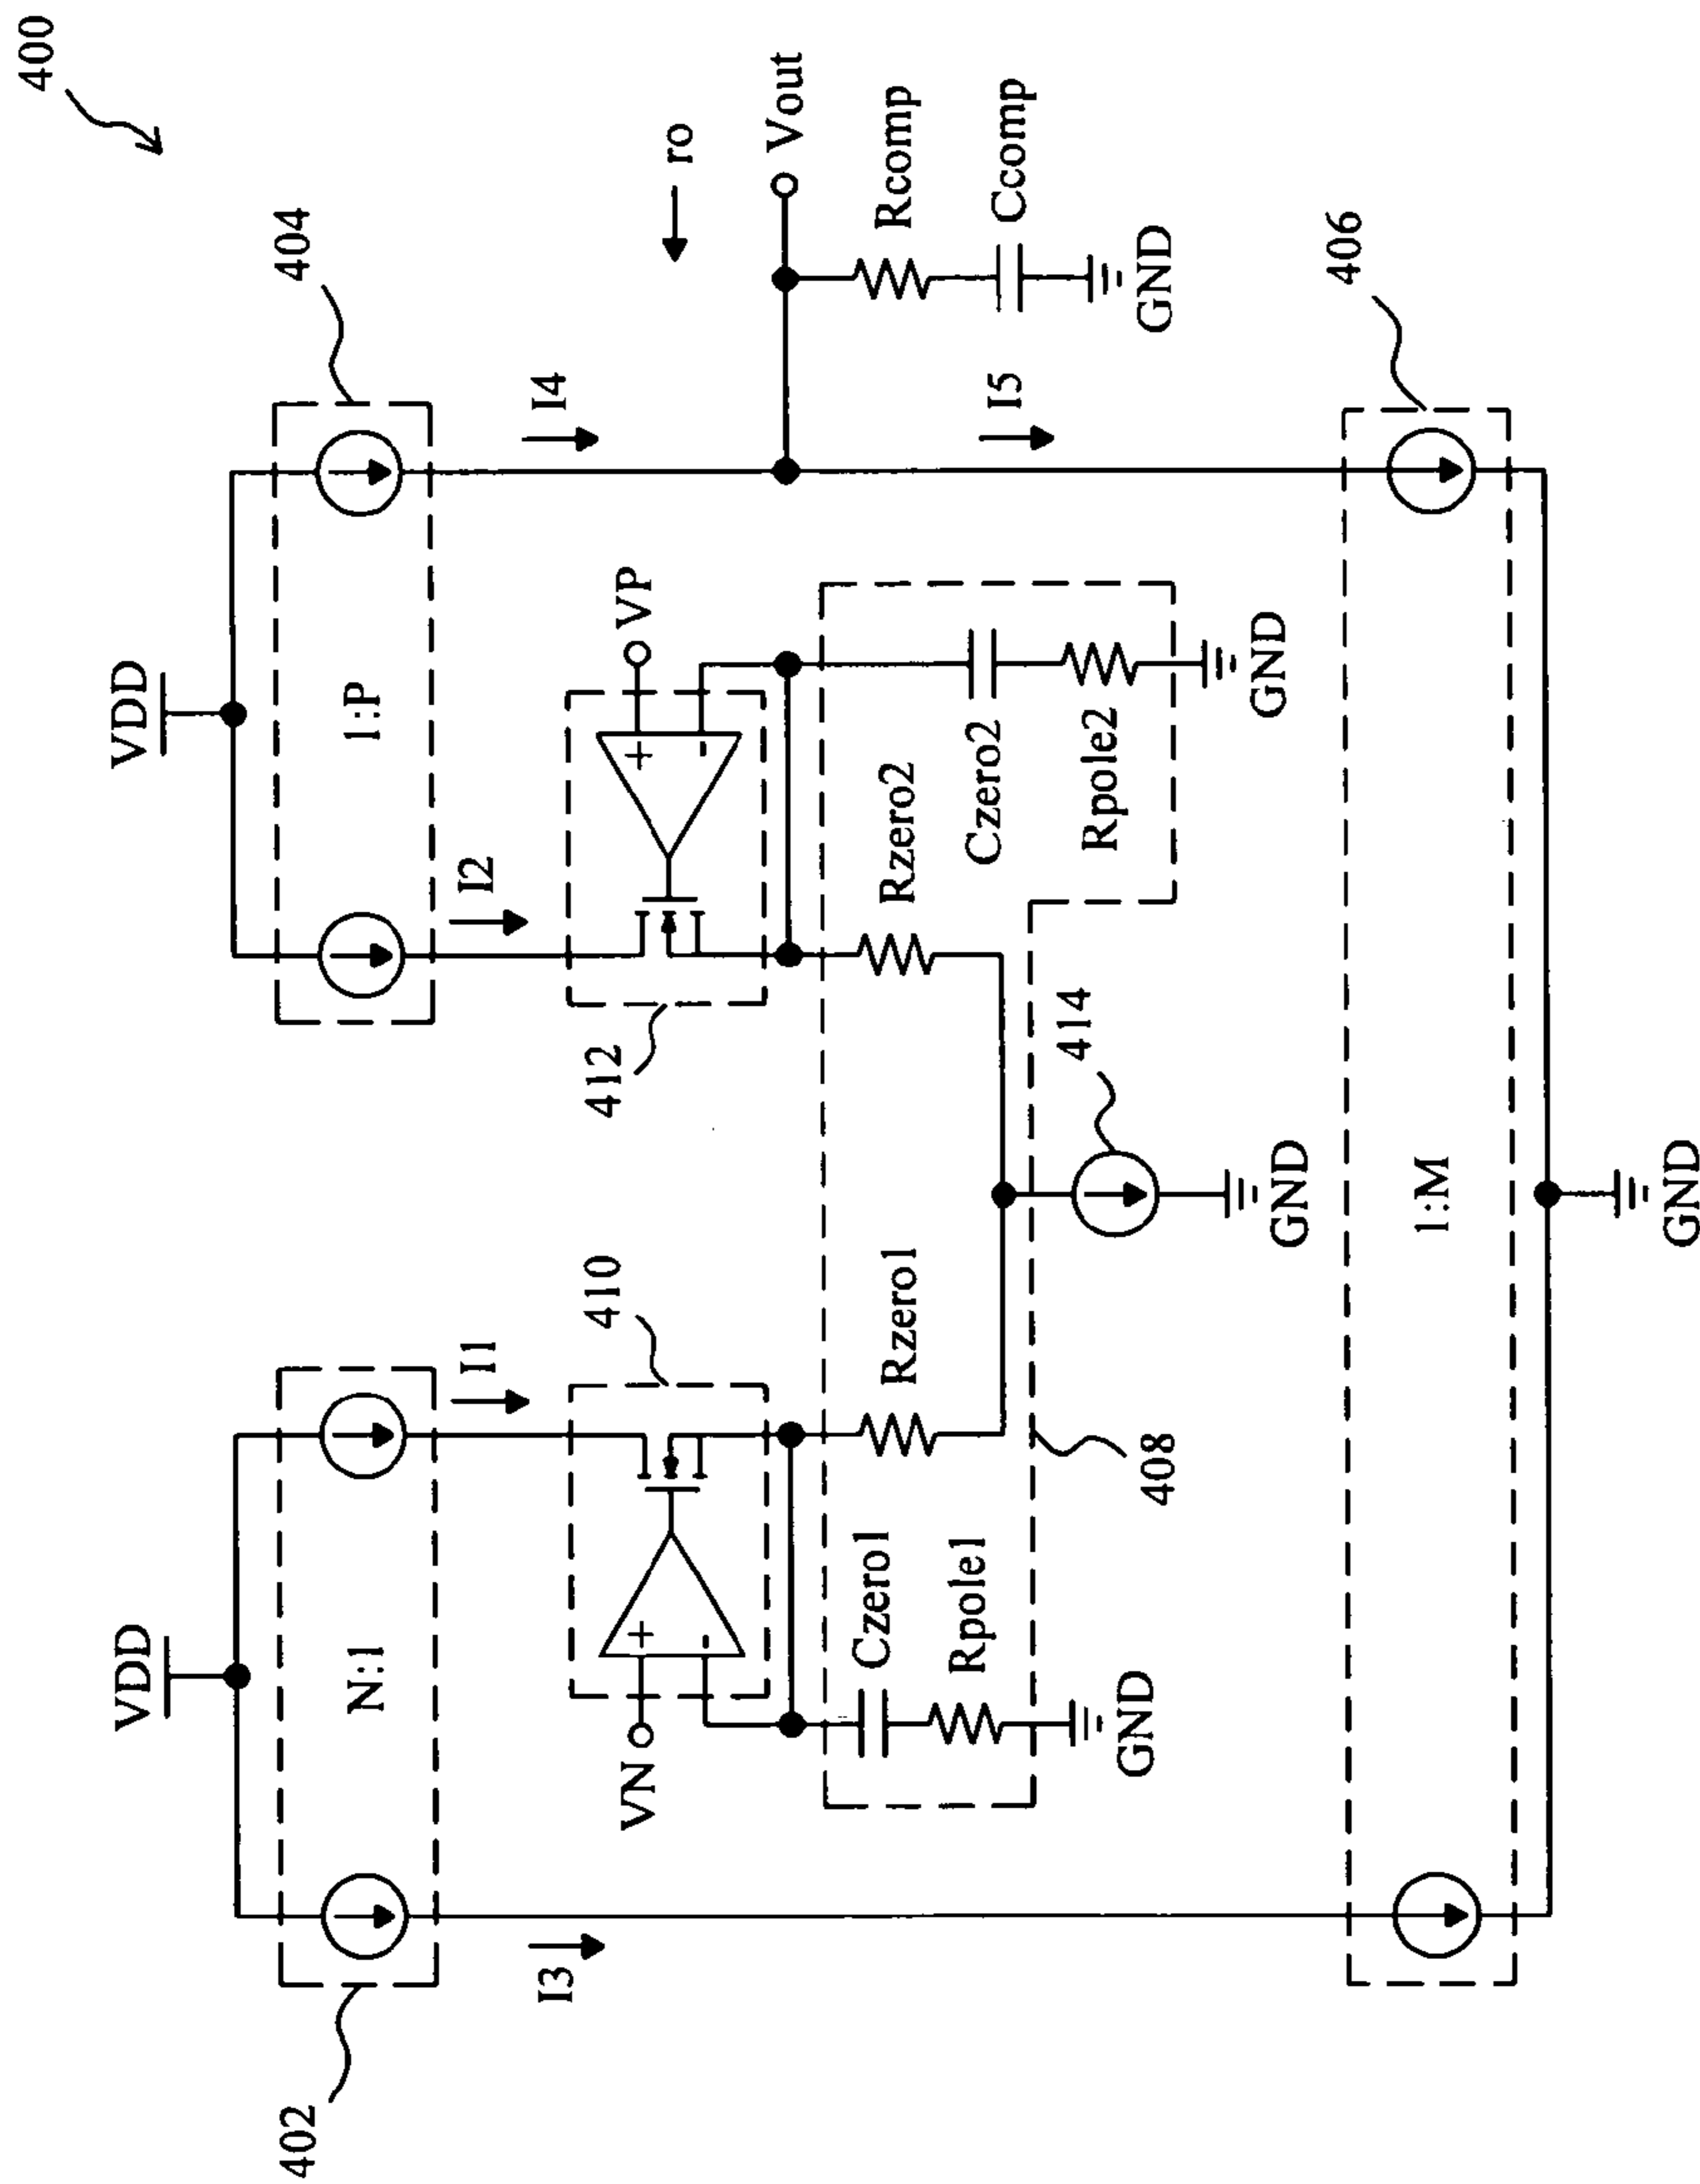 400
VDD
VDD
402
N:1
1:P
404
I3
I1
I2
I4
ro
410
412
VN
+
-
VP
+
-
Vout
Czero1
Rpole1
Rzero1
Rzero2
Czero2
Rpole2
Rcomp
Ccomp
GND
GND
GND
GND
408
414
I5
406
1:M
GND